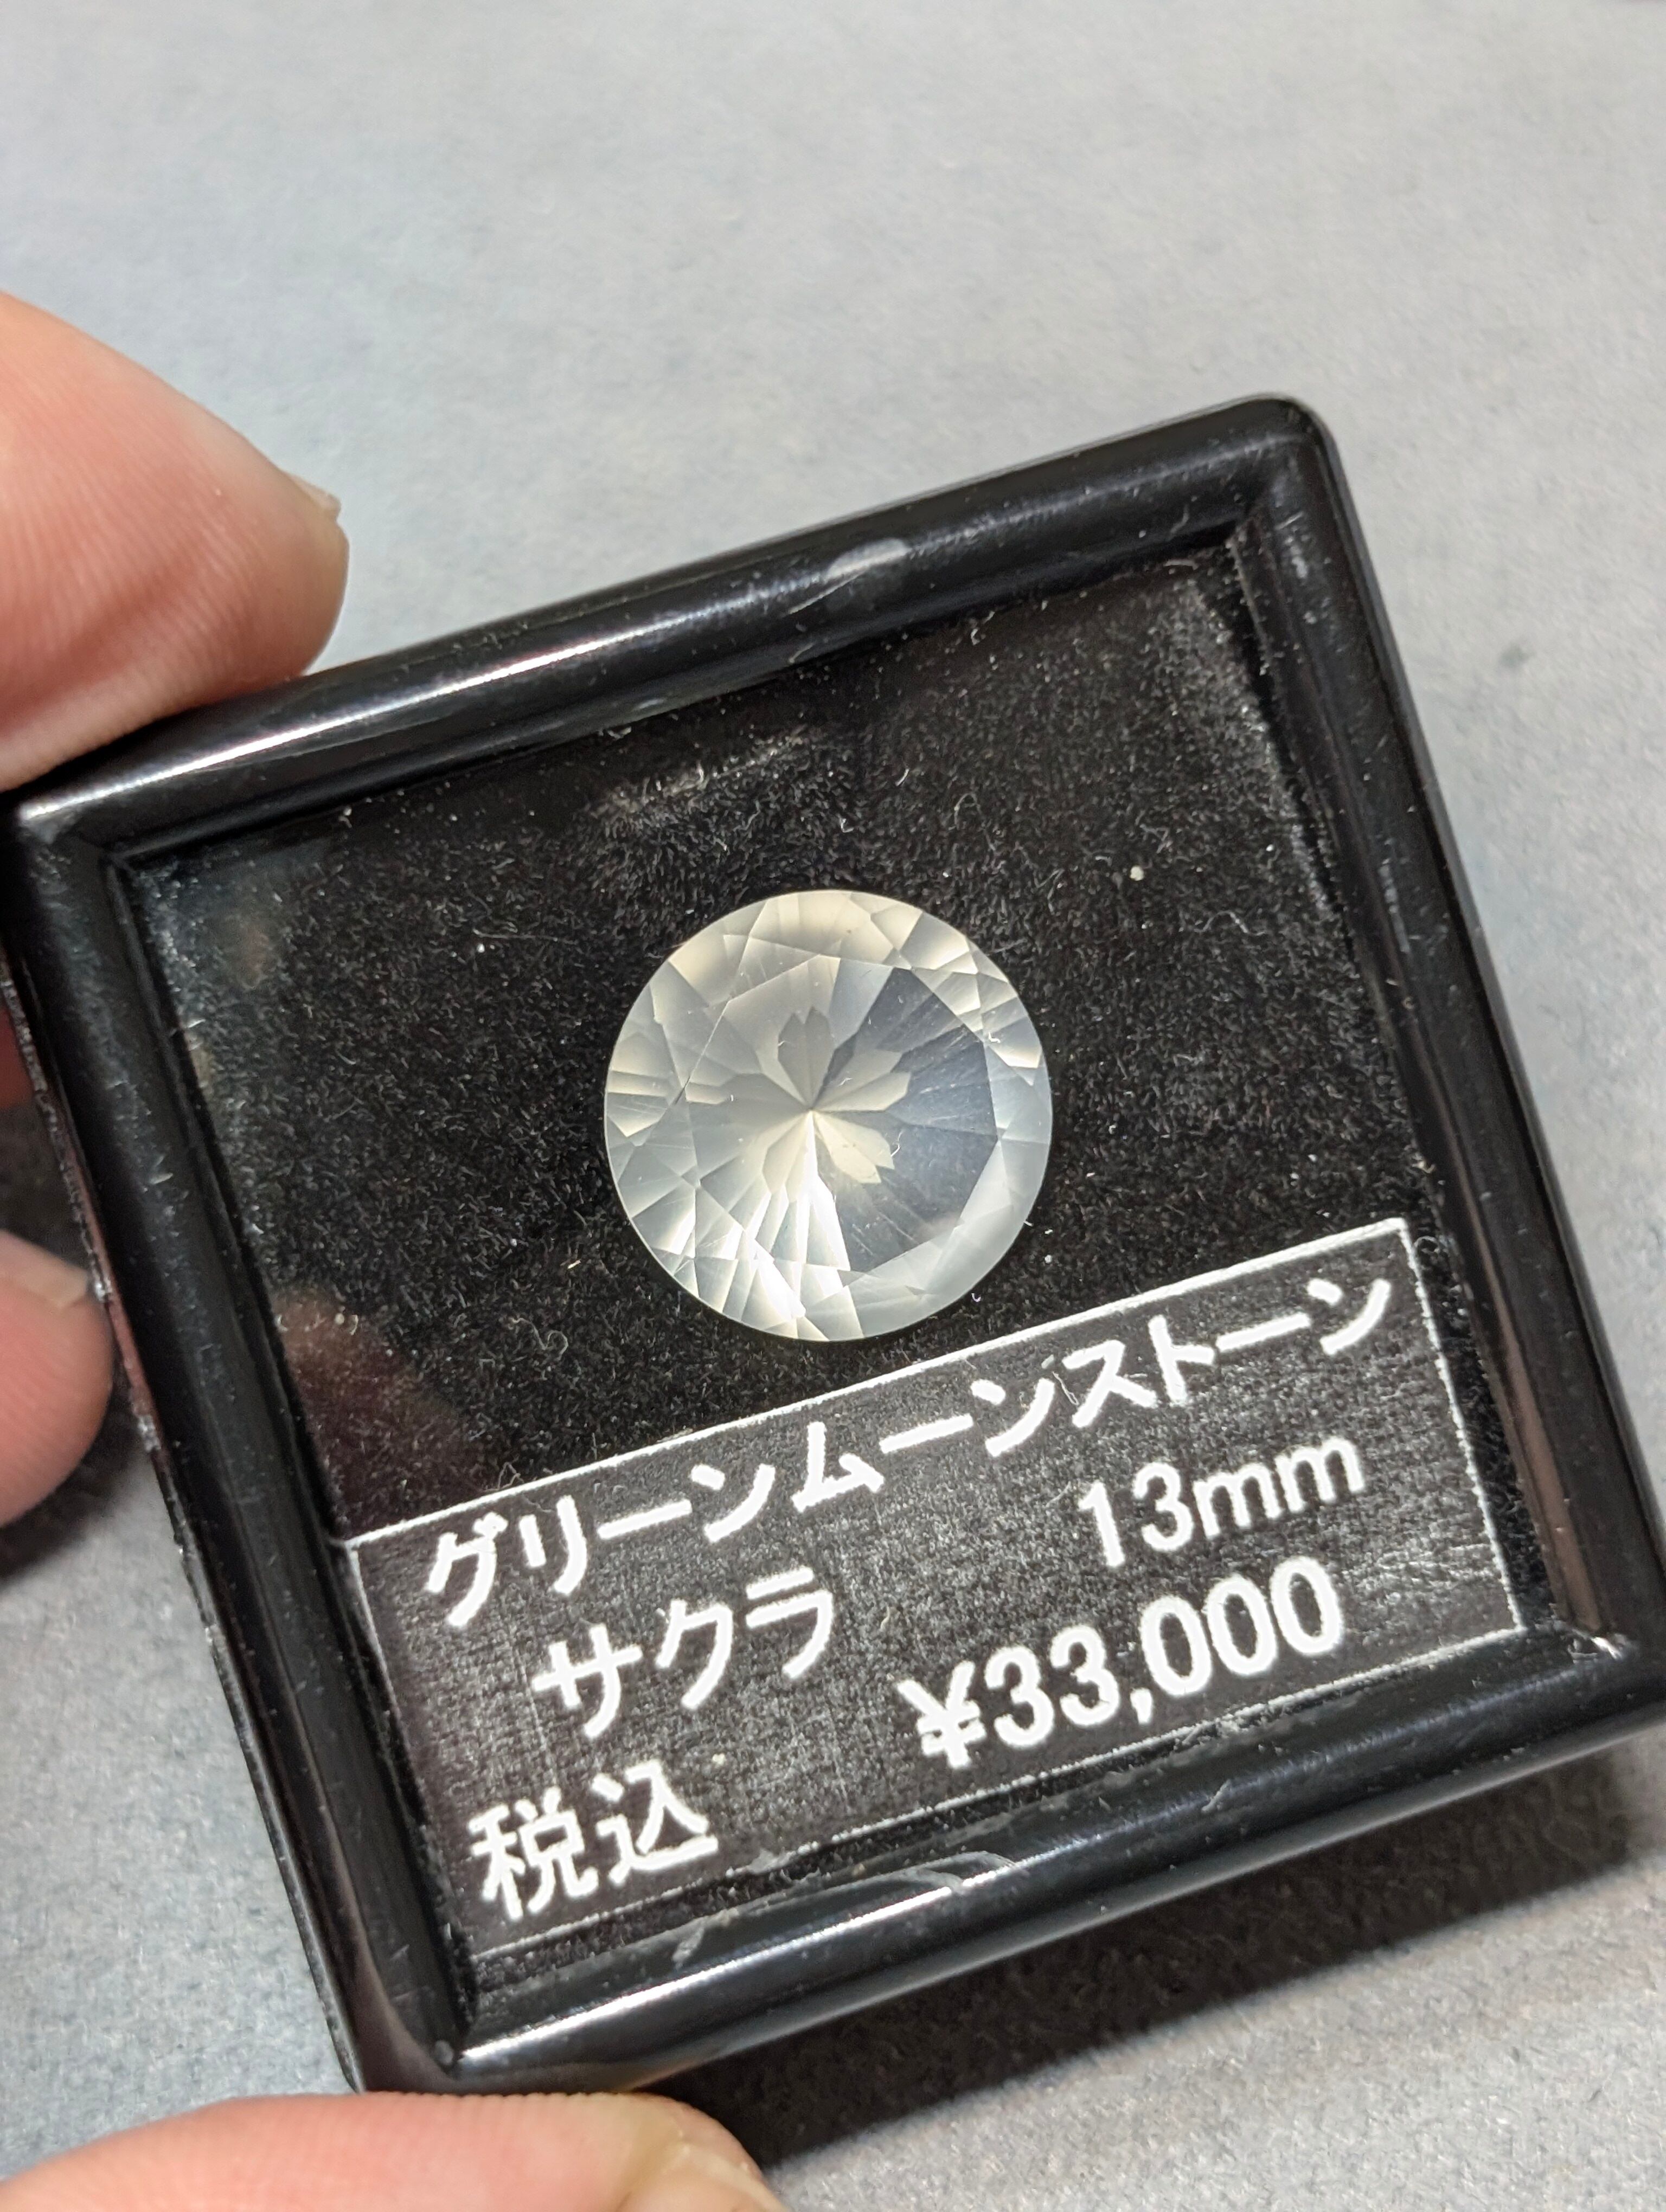 グリーンムーンストーン
サクラ 13mm
税込 ¥33,000